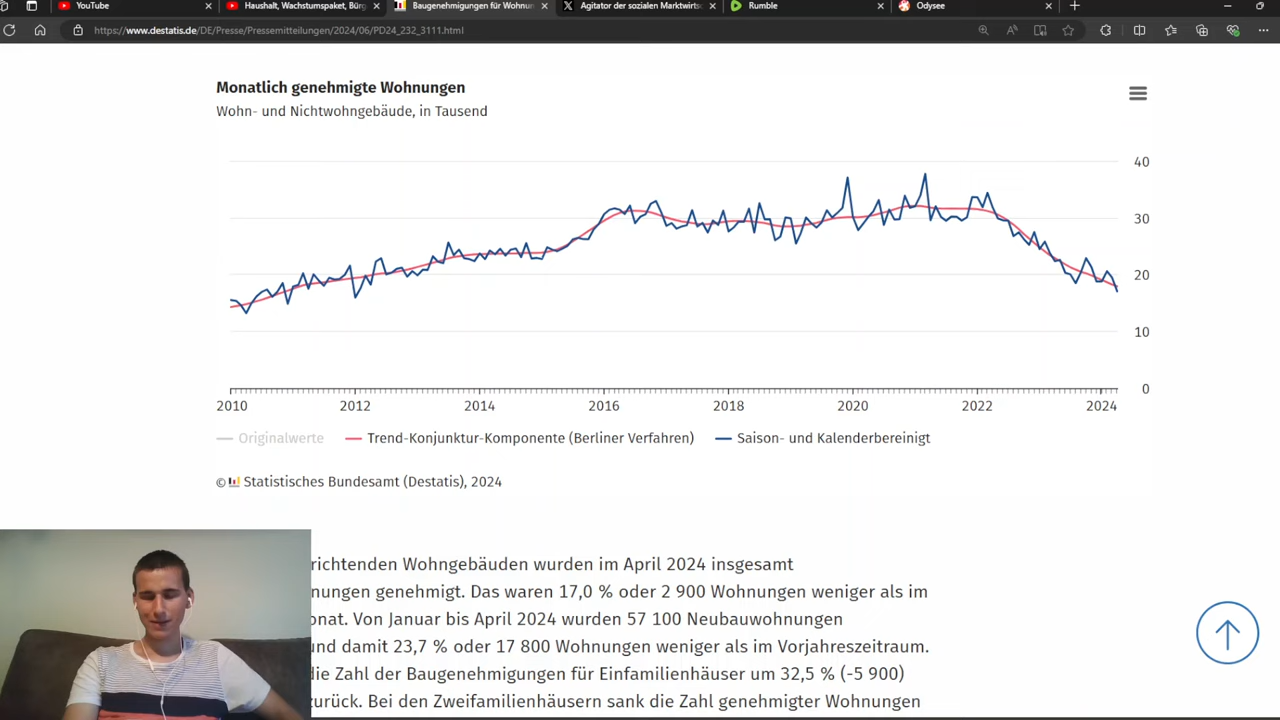 YouTube
Haushalt, Wachstumspaket, Bürg
Baugenehmigungen für Wohnun
Agitator der sozialen Marktwirts
Rumble
Odysee
https://www.destatis.de/DE/Presse/Pressemitteilungen/2024/06/PD24_232_3111.html
Monatlich genehmigte Wohnungen
Wohn- und Nichtwohngebäude, in Tausend
40
30
20
10
0
2010 2012 2014 2016 2018 2020 2022 2024
Originalwerte Trend-Konjunktur-Komponente (Berliner Verfahren) Saison- und Kalenderbereinigt
© Statistisches Bundesamt (Destatis), 2024
richtenden Wohngebäuden wurden im April 2024 insgesamt
nungen genehmigt. Das waren 17,0 % oder 2 900 Wohnungen weniger als im
onat. Von Januar bis April 2024 wurden 57 100 Neubauwohnungen
und damit 23,7 % oder 17 800 Wohnungen weniger als im Vorjahreszeitraum.
die Zahl der Baugenehmigungen für Einfamilienhäuser um 32,5 % (-5 900)
zurück. Bei den Zweifamilienhäusern sank die Zahl genehmigter Wohnungen